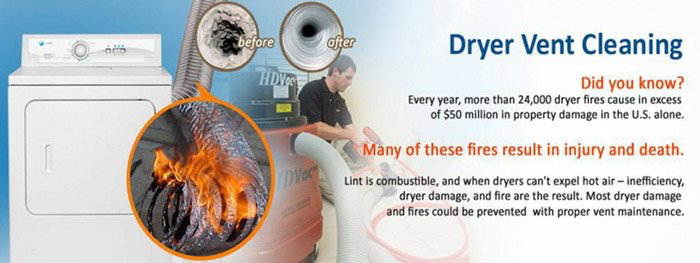 before
after
HDVac
HDVac
Dryer Vent Cleaning
Did you know?
Every year, more than 24,000 dryer fires cause in excess
of $50 million in property damage in the U.S. alone.
Many of these fires result in injury and death.
Lint is combustible, and when dryers can't expel hot air – inefficiency,
dryer damage, and fire are the result. Most dryer damage
and fires could be prevented with proper vent maintenance.